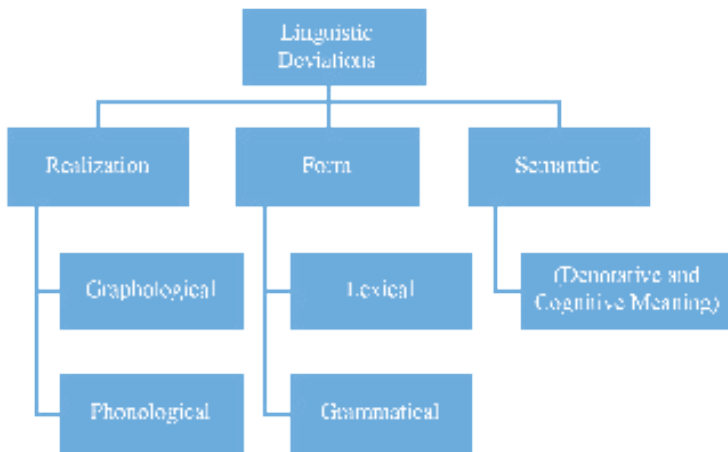 Linguistic
Deviations
Realization
Form
Semantic
Graphological
Lexical
(Denotative and
Cognitive Meaning)
Phonological
Grammatical